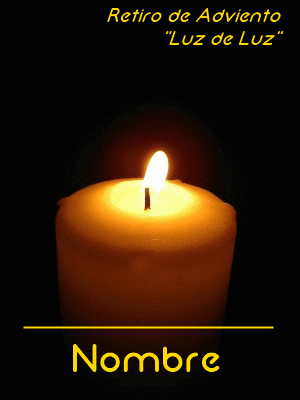 Retiro de Adviento
"Luz de Luz"
Nombre